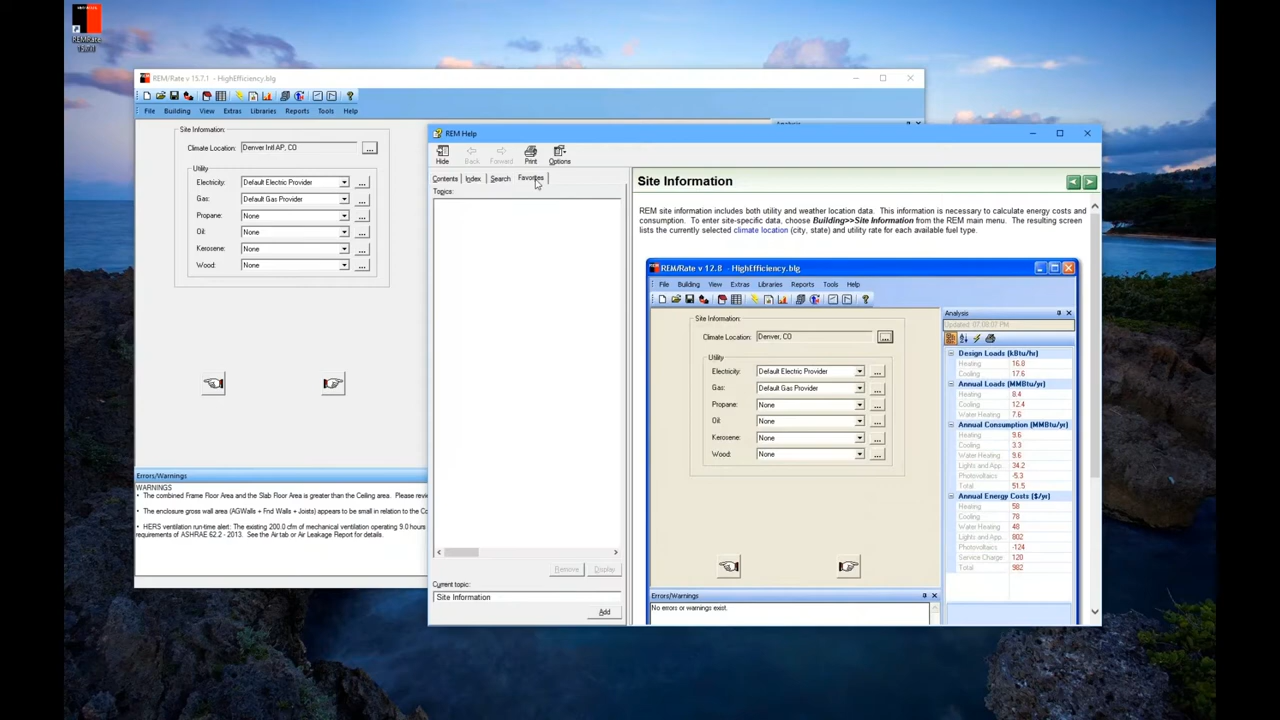 REM/Rate
REM/Rate v 15.7.1 - HighEfficiency.blg
File Building View Extras Libraries Reports Tools Help
Site Information:
Climate Location: Denver Intl AP, CO ...
Utility
Electricity: Default Electric Provider ...
Gas: Default Gas Provider ...
Propane: None ...
Oil: None ...
Kerosene: None ...
Wood: None ...
Errors/Warnings
WARNINGS
• The combined Frame Floor Area and the Slab Floor Area is greater than the Ceiling area. Please revi
• The enclosure gross wall area (AGWalls + Fnd Walls + Joists) appears to be small in relation to the Co
• HERS ventilation run-time alert: The existing 200.0 cfm of mechanical ventilation operating 9.0 hours
requirements of ASHRAE 62.2 - 2013. See the Air tab or Air Leakage Report for details.
REM Help
Hide Back Forward Print Options
Contents Index Search Favorites
Topics:
Remove Display
Current topic:
Site Information
Add
Site Information
REM site information includes both utility and weather location data. This information is necessary to calculate energy costs and
consumption. To enter site-specific data, choose Building>>Site Information from the REM main menu. The resulting screen
lists the currently selected climate location (city, state) and utility rate for each available fuel type.
REM/Rate v 12.8 - HighEfficiency.blg
File Building View Extras Libraries Reports Tools Help
Site Information:
Climate Location: Denver, CO ...
Utility
Electricity: Default Electric Provider ...
Gas: Default Gas Provider ...
Propane: None ...
Oil: None ...
Kerosene: None ...
Wood: None ...
Errors/Warnings
No errors or warnings exist.
Analysis
Updated: 07:08:07 PM
Design Loads (kBtu/hr)
Heating 16.8
Cooling 17.6
Annual Loads (MMBtu/yr)
Heating 8.4
Cooling 12.4
Water Heating 7.6
Annual Consumption (MMBtu/yr)
Heating 9.6
Cooling 3.3
Water Heating 9.6
Lights and App... 34.2
Photovoltaics -5.3
Total 51.5
Annual Energy Costs ($/yr)
Heating 58
Cooling 78
Water Heating 48
Lights and App... 802
Photovoltaics -124
Service Charge 120
Total 982